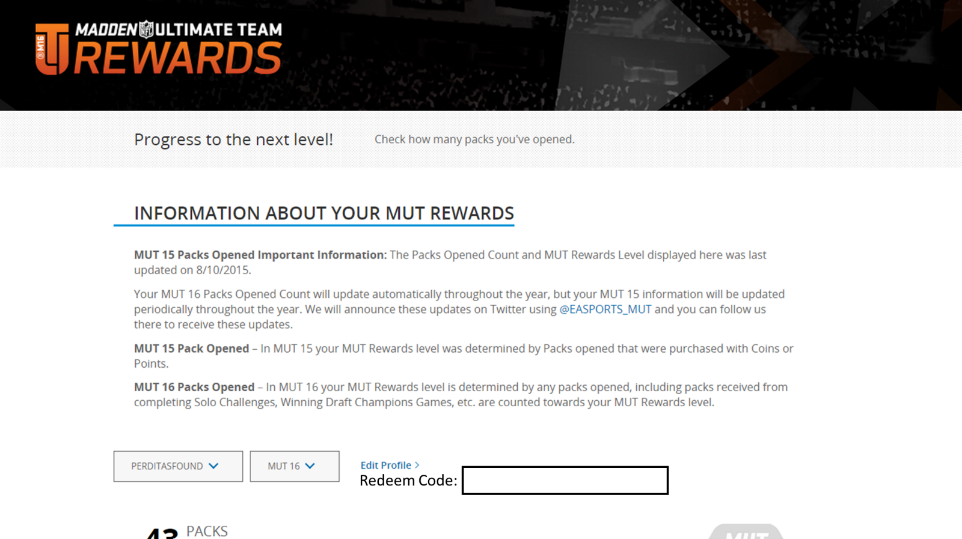 MADDEN NFL ULTIMATE TEAM
REWARDS
Progress to the next level! Check how many packs you've opened.
INFORMATION ABOUT YOUR MUT REWARDS
MUT 15 Packs Opened Important Information: The Packs Opened Count and MUT Rewards Level displayed here was last
updated on 8/10/2015.
Your MUT 16 Packs Opened Count will update automatically throughout the year, but your MUT 15 information will be updated
periodically throughout the year. We will announce these updates on Twitter using @EASPORTS_MUT and you can follow us
there to receive these updates.
MUT 15 Pack Opened – In MUT 15 your MUT Rewards level was determined by Packs opened that were purchased with Coins or
Points.
MUT 16 Packs Opened – In MUT 16 your MUT Rewards level is determined by any packs opened, including packs received from
completing Solo Challenges, Winning Draft Champions Games, etc. are counted towards your MUT Rewards level.
PERDITASFOUND MUT 16 Edit Profile >
Redeem Code:
43 PACKS
MUT